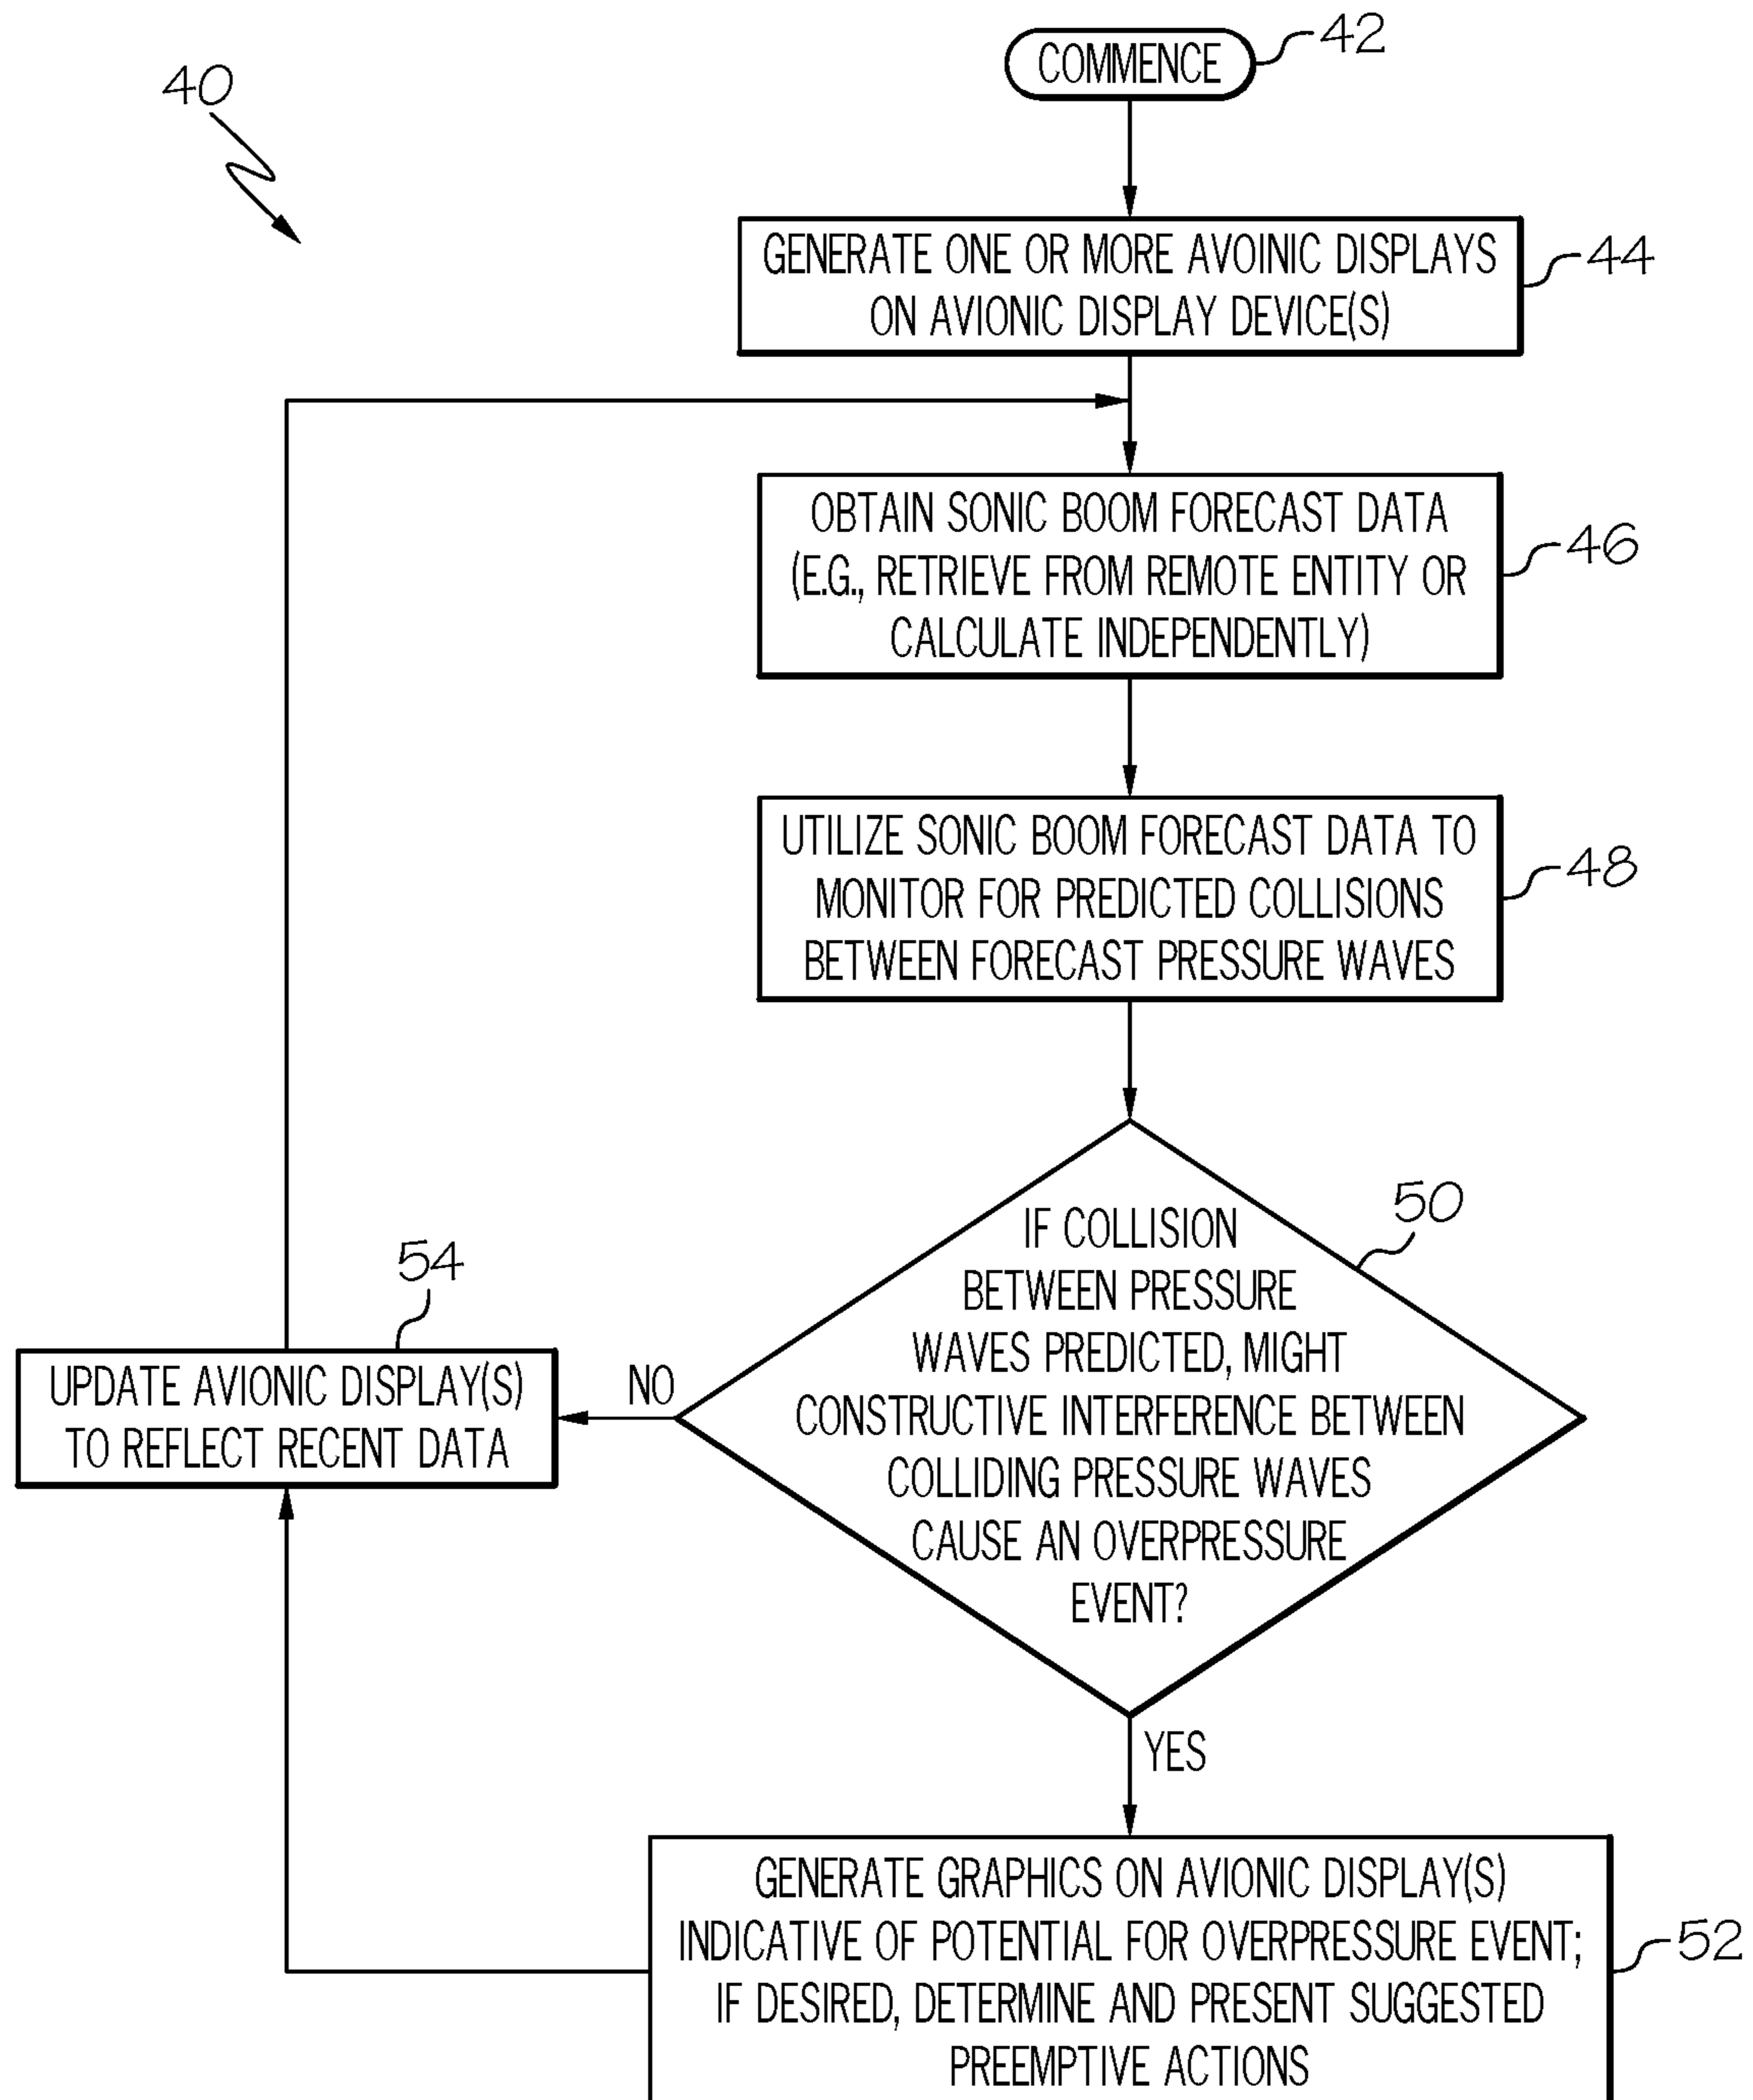 40
COMMENCE
42
GENERATE ONE OR MORE AVOINIC DISPLAYS
ON AVIONIC DISPLAY DEVICE(S)
44
OBTAIN SONIC BOOM FORECAST DATA
(E.G., RETRIEVE FROM REMOTE ENTITY OR
CALCULATE INDEPENDENTLY)
46
UTILIZE SONIC BOOM FORECAST DATA TO
MONITOR FOR PREDICTED COLLISIONS
BETWEEN FORECAST PRESSURE WAVES
48
IF COLLISION
BETWEEN PRESSURE
WAVES PREDICTED, MIGHT
CONSTRUCTIVE INTERFERENCE BETWEEN
COLLIDING PRESSURE WAVES
CAUSE AN OVERPRESSURE
EVENT?
50
NO
54
UPDATE AVIONIC DISPLAY(S)
TO REFLECT RECENT DATA
YES
GENERATE GRAPHICS ON AVIONIC DISPLAY(S)
INDICATIVE OF POTENTIAL FOR OVERPRESSURE EVENT;
IF DESIRED, DETERMINE AND PRESENT SUGGESTED
PREEMPTIVE ACTIONS
52